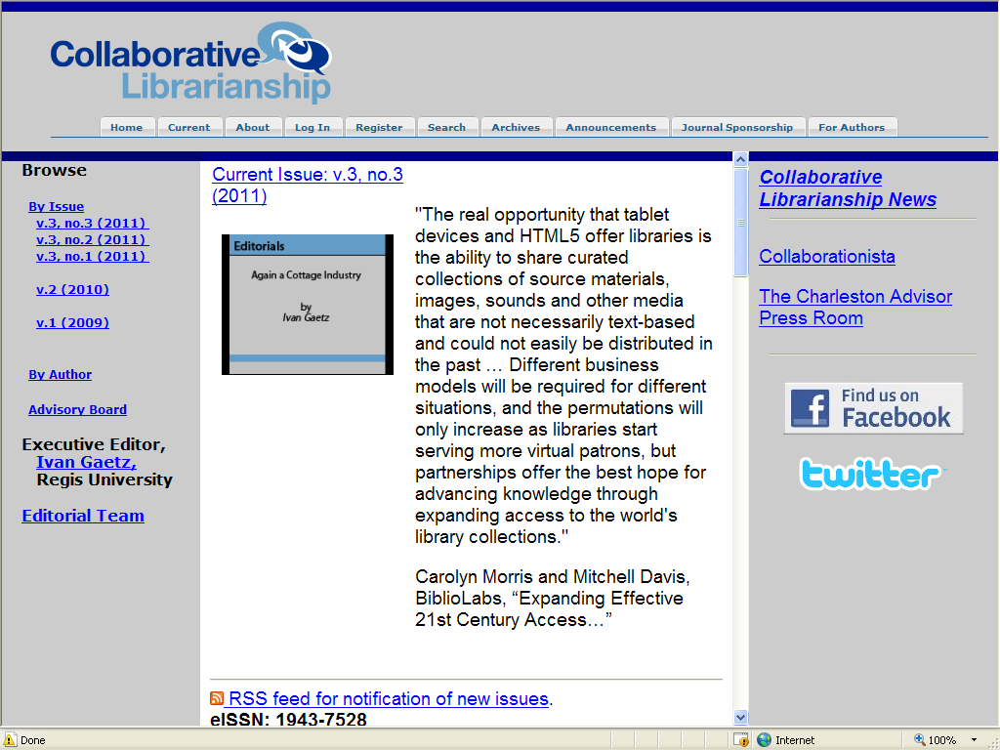 Collaborative
Librarianship
Home
Current
About
Log In
Register
Search
Archives
Announcements
Journal Sponsorship
For Authors
Browse
By Issue
v.3, no.3 (2011)
v.3, no.2 (2011)
v.3, no.1 (2011)
v.2 (2010)
v.1 (2009)
By Author
Advisory Board
Executive Editor,
Ivan Gaetz,
Regis University
Editorial Team
Current Issue: v.3, no.3
(2011)
Editorials
Again a Cottage Industry
by
Ivan Gaetz
"The real opportunity that tablet
devices and HTML5 offer libraries is
the ability to share curated
collections of source materials,
images, sounds and other media
that are not necessarily text-based
and could not easily be distributed in
the past … Different business
models will be required for different
situations, and the permutations will
only increase as libraries start
serving more virtual patrons, but
partnerships offer the best hope for
advancing knowledge through
expanding access to the world's
library collections."
Carolyn Morris and Mitchell Davis,
BiblioLabs, “Expanding Effective
21st Century Access…”
RSS feed for notification of new issues.
eISSN: 1943-7528
Collaborative
Librarianship News
Collaborationista
The Charleston Advisor
Press Room
f
Find us on
Facebook
twitter
Done
Internet
100%